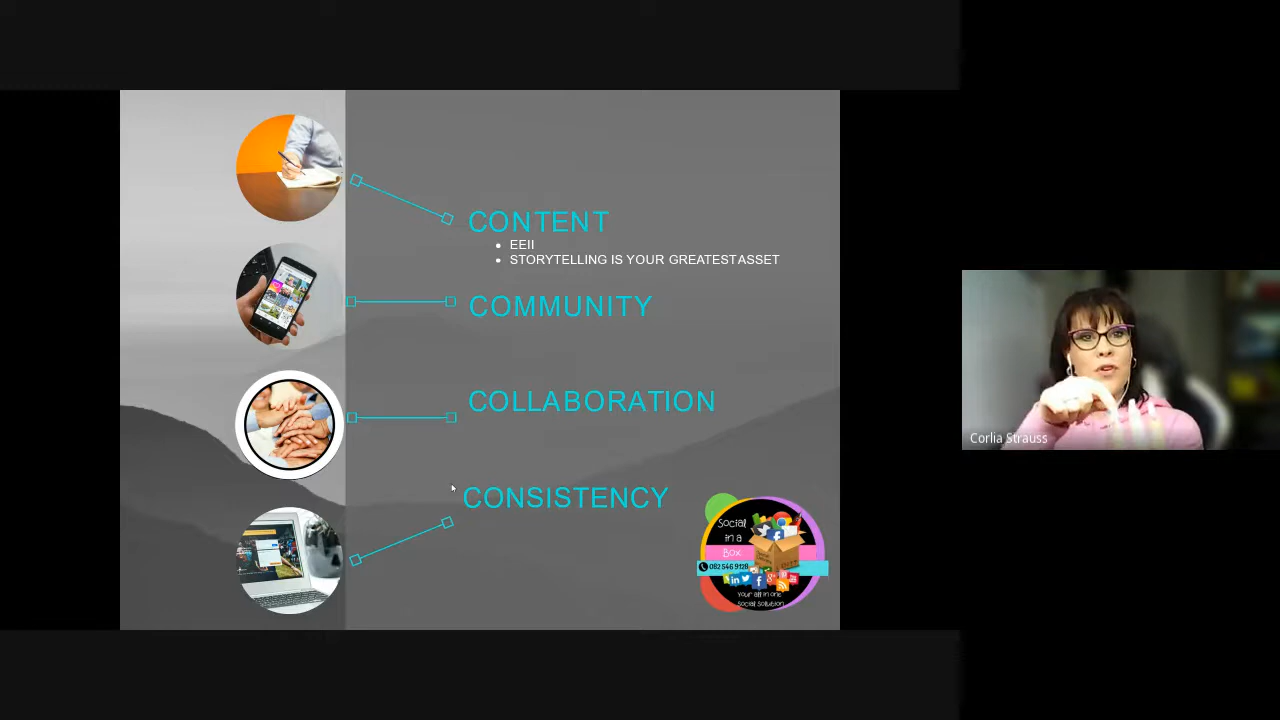 CONTENT
EEII
STORYTELLING IS YOUR GREATEST ASSET
COMMUNITY
COLLABORATION
CONSISTENCY
Social
in a
Box
082 546 9128
Your all in one
Social Solution
Corlia Strauss